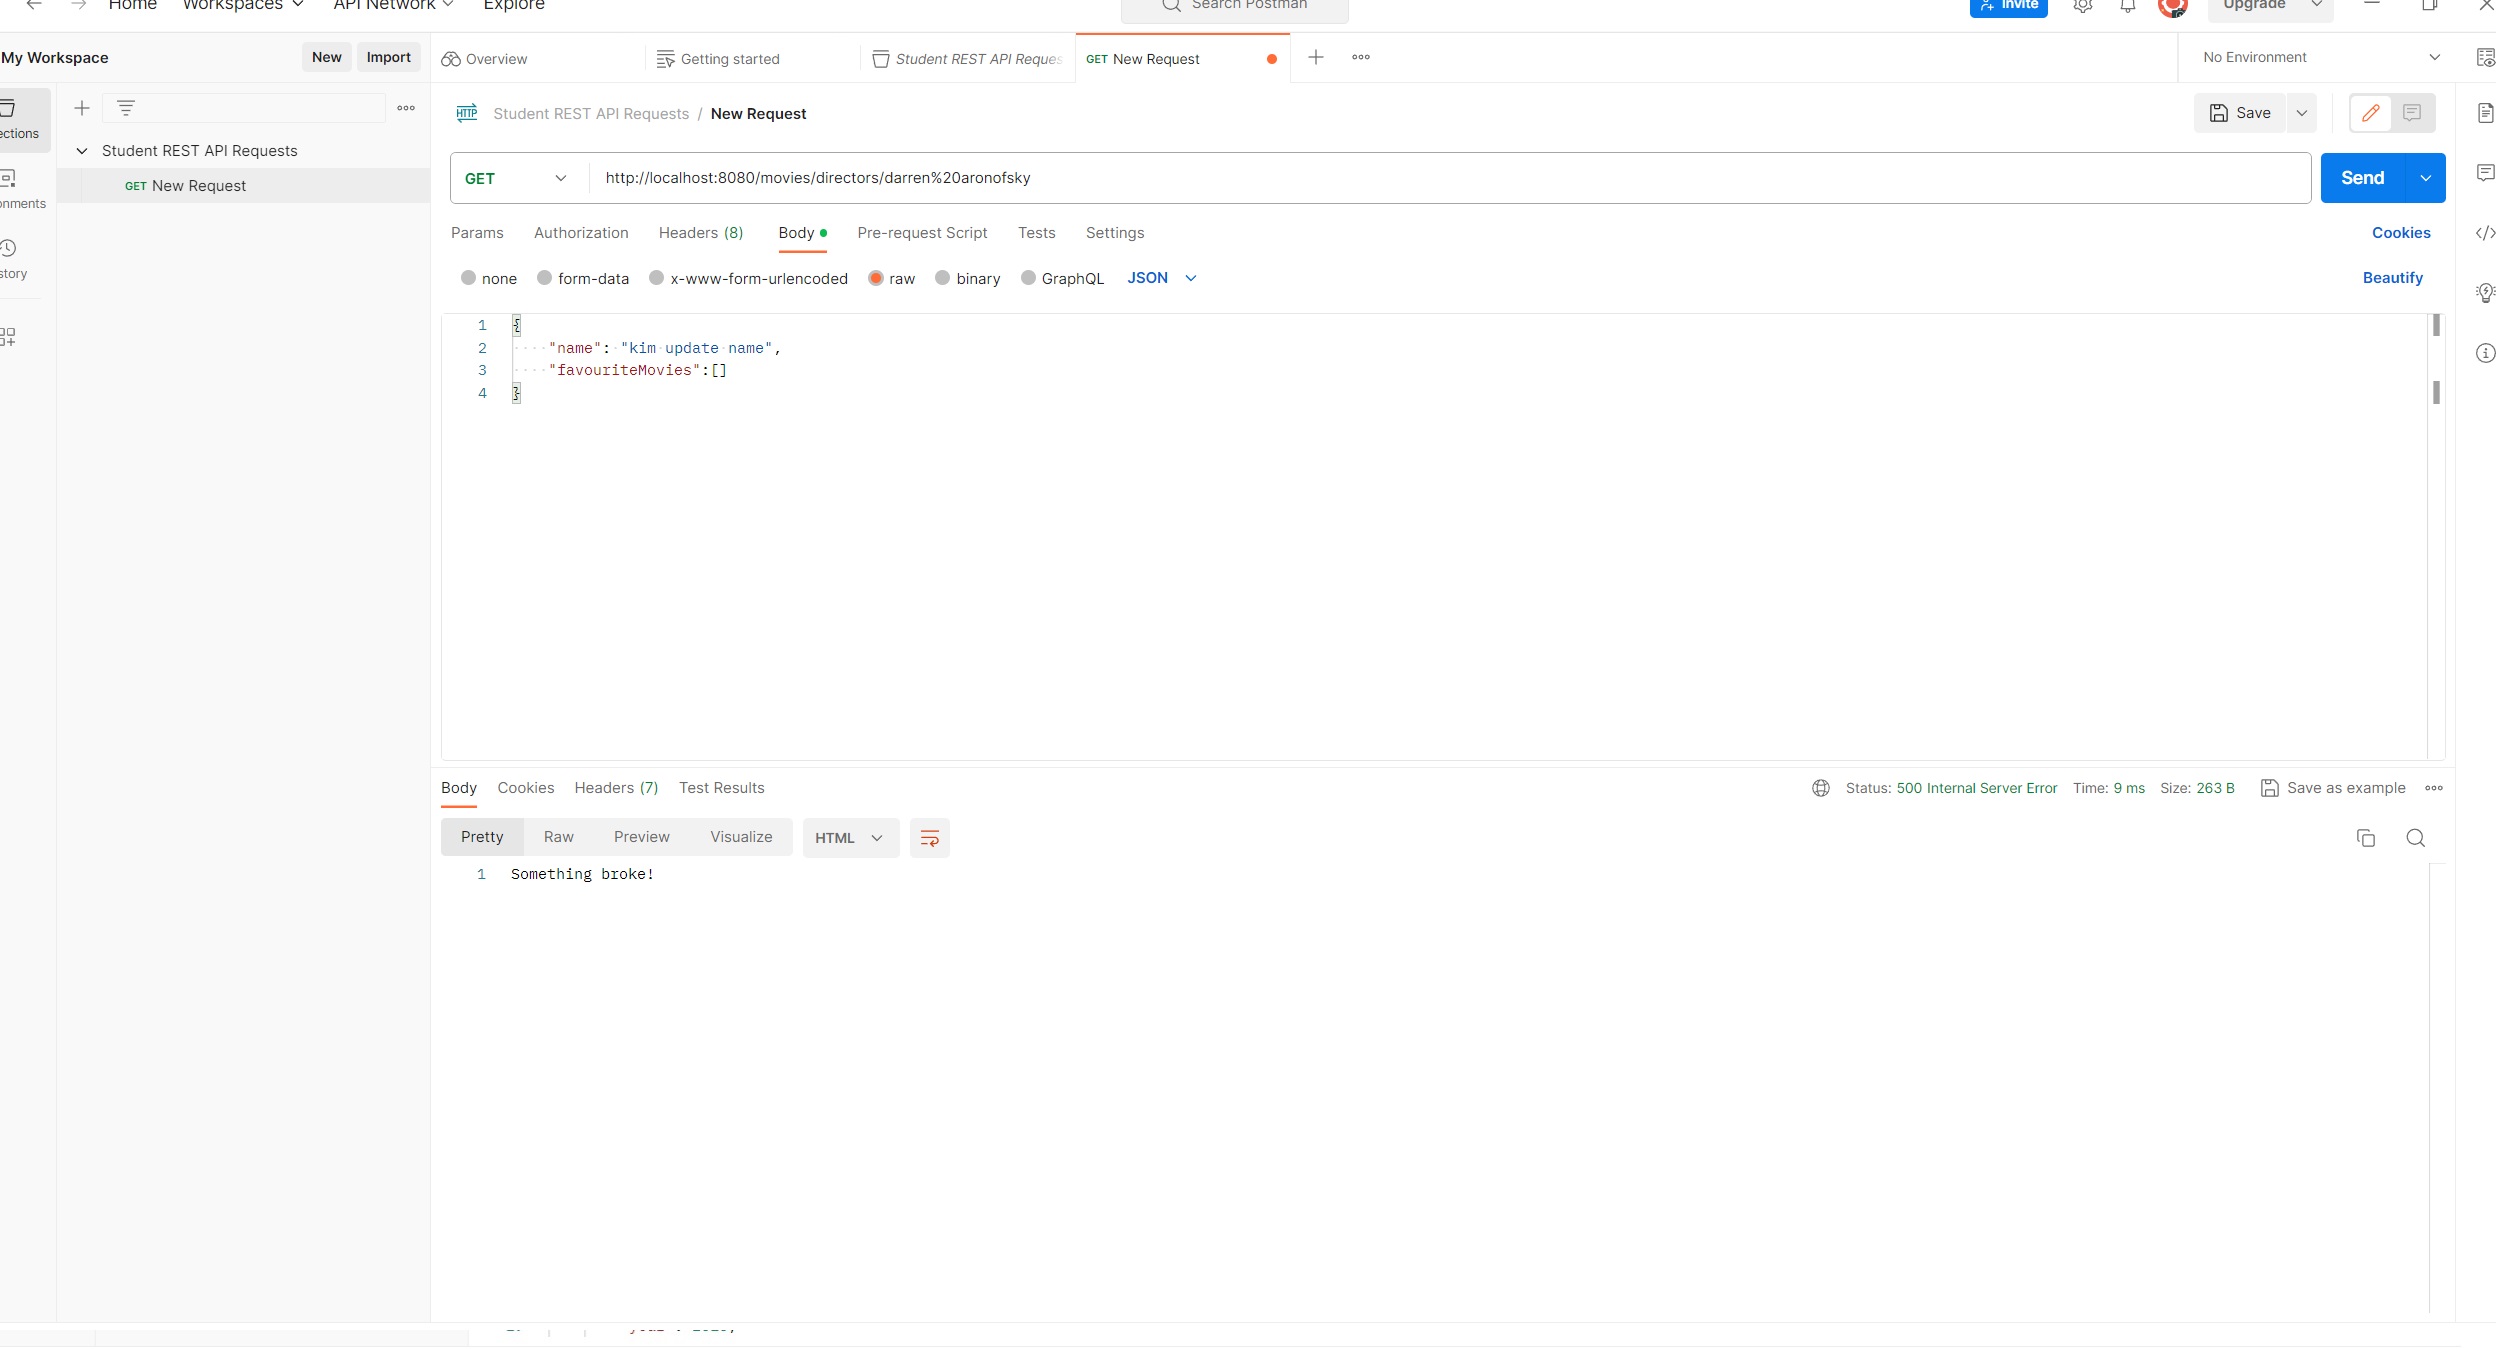 Home Workspaces API Network Explore Search Postman Invite Upgrade
My Workspace New Import Overview Getting started Student REST API Reques GET New Request No Environment
Student REST API Requests / New Request Save
ections
Student REST API Requests
GET New Request
GET http://localhost:8080/movies/directors/darren%20aronofsky Send
onments
Params Authorization Headers (8) Body Pre-request Script Tests Settings Cookies
story
none form-data x-www-form-urlencoded raw binary GraphQL JSON Beautify
1 {
2 "name": "kim update name",
3 "favouriteMovies":[]
4 }
Body Cookies Headers (7) Test Results Status: 500 Internal Server Error Time: 9 ms Size: 263 B Save as example
Pretty Raw Preview Visualize HTML
1 Something broke!